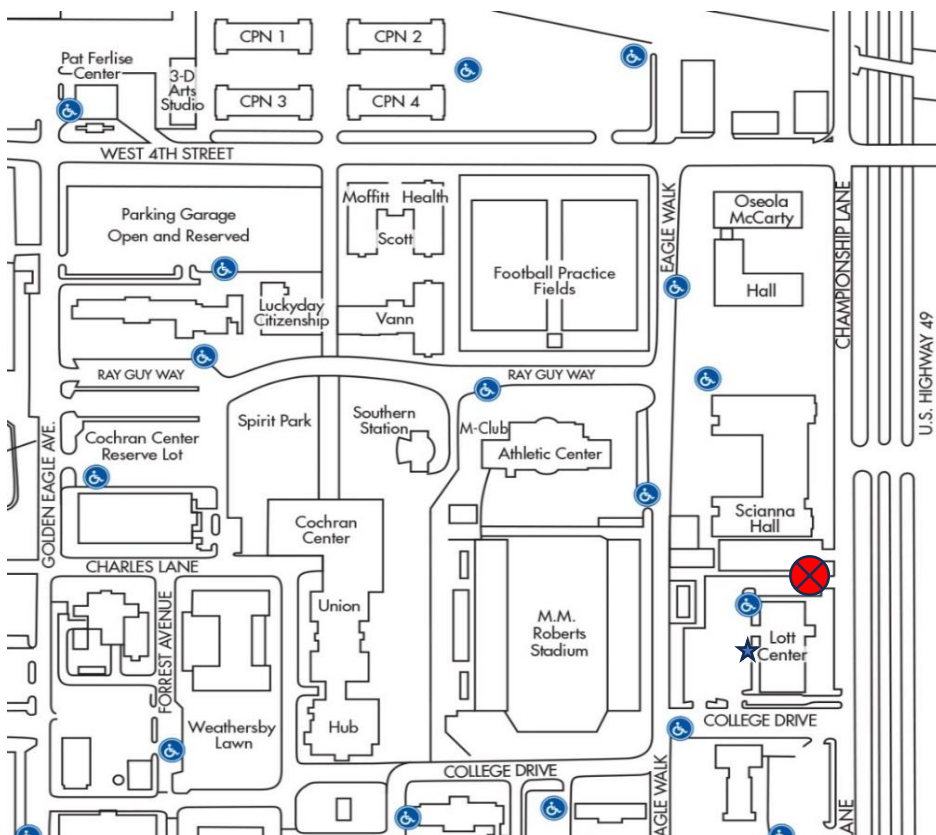 CPN 1
CPN 2
Pat Ferlise
Center
3-D
Arts
Studio
CPN 3
CPN 4
WEST 4TH STREET
Parking Garage
Open and Reserved
Moffitt
Health
Scott
EAGLE WALK
Oseola
McCarty
Hall
CHAMPIONSHIP LANE
Football Practice
Fields
Luckyday
Citizenship
Vann
U.S. HIGHWAY 49
RAY GUY WAY
RAY GUY WAY
Spirit Park
Southern
Station
M-Club
Athletic Center
GOLDEN EAGLE AVE.
Cochran Center
Reserve Lot
Scianna
Hall
Cochran
Center
CHARLES LANE
FORREST AVENUE
Union
M.M.
Roberts
Stadium
Lott
Center
Weathersby
Lawn
Hub
COLLEGE DRIVE
COLLEGE DRIVE
AGLE WALK
ANE